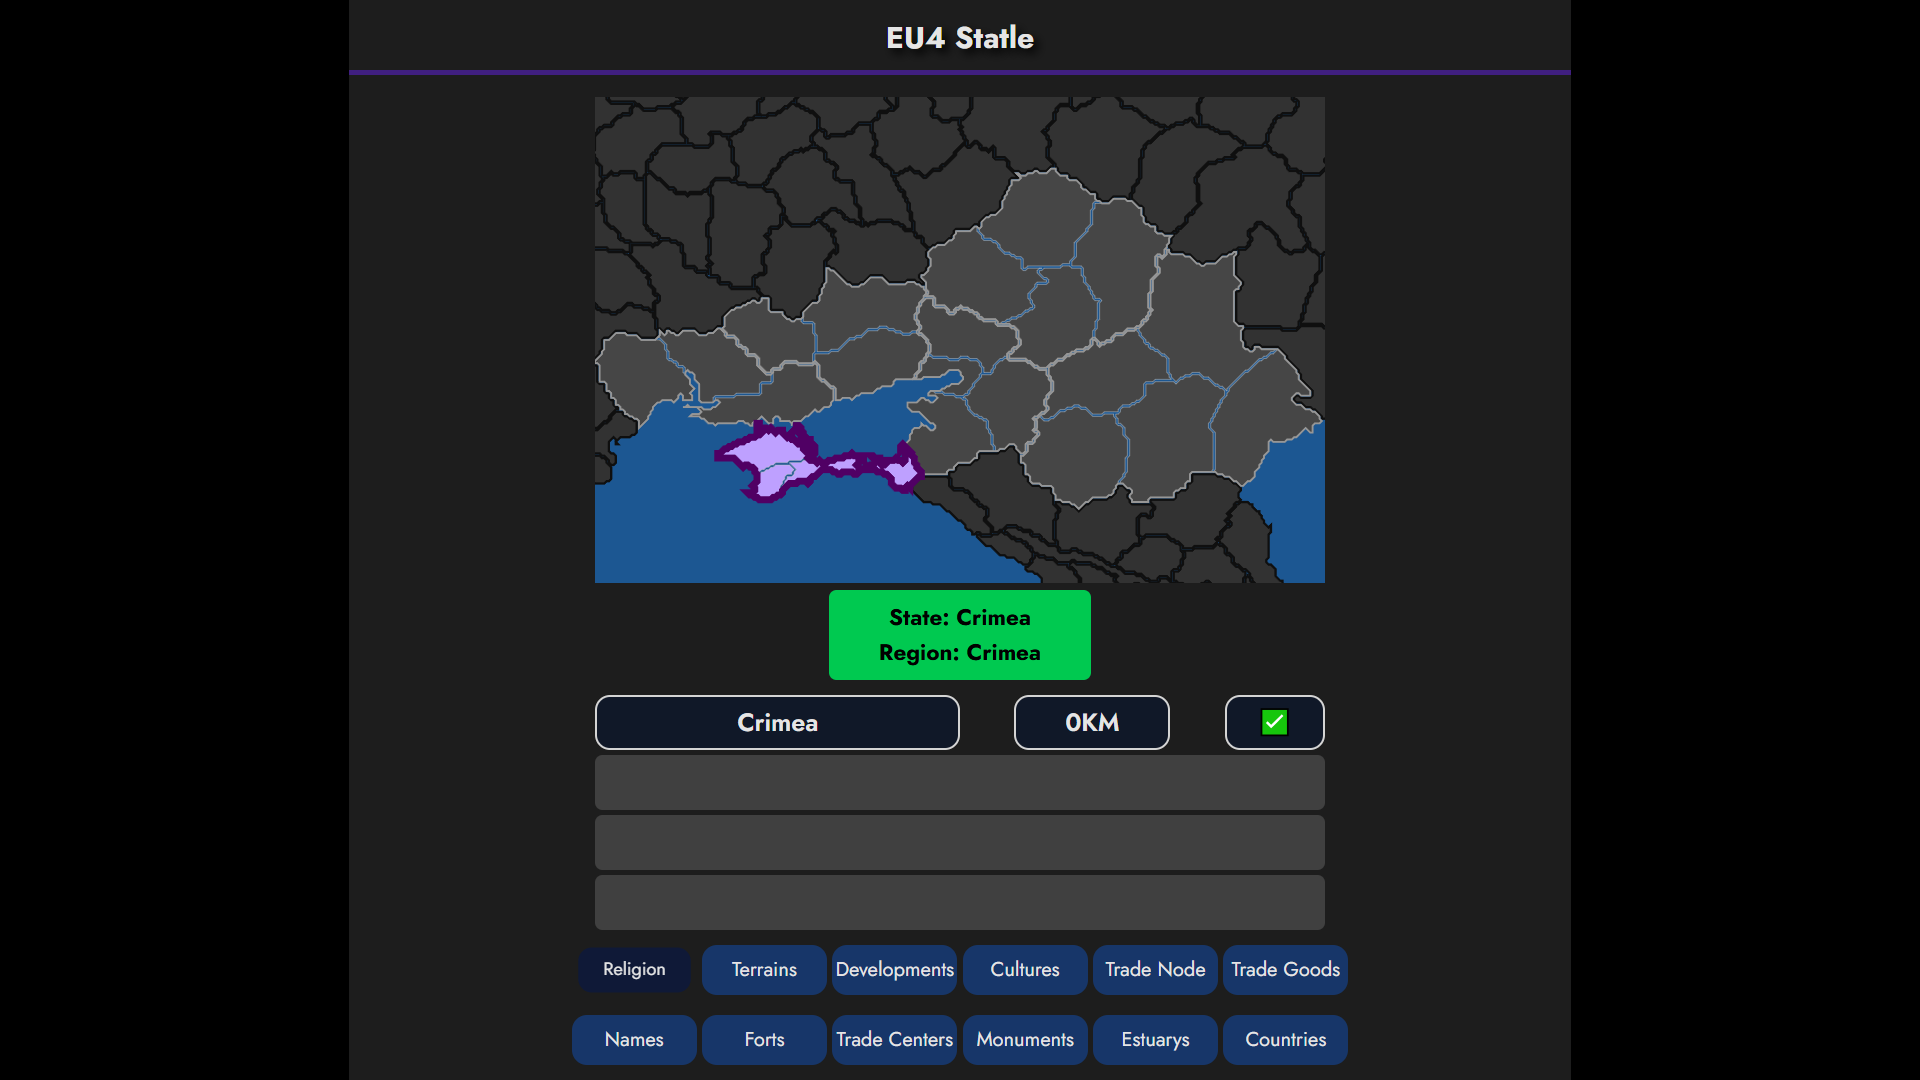 EU4 Statle
State: Crimea
Region: Crimea
Crimea
0KM
Religion
Terrains
Developments
Cultures
Trade Node
Trade Goods
Names
Forts
Trade Centers
Monuments
Estuarys
Countries